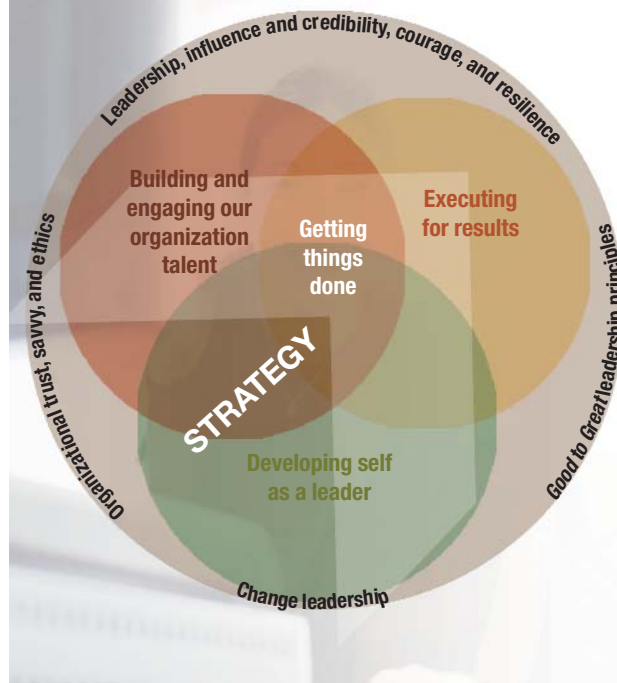 Leadership, influence and credibility, courage, and resilience
Building and
engaging our
organization
talent
Executing
for results
Getting
things
done
STRATEGY
Developing self
as a leader
Organizational trust, savvy, and ethics
Good to Great leadership principles
Change leadership